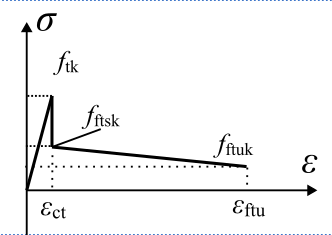 σ
f_tk
f_ftsk
f_ftuk
ε
ε_ct
ε_ftu